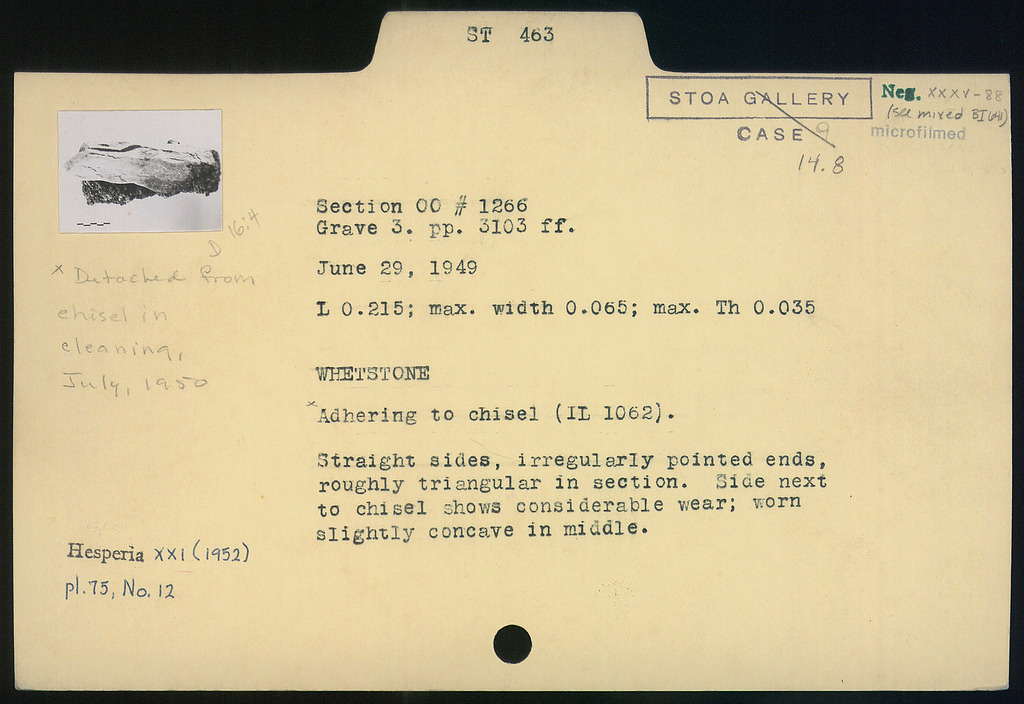 ST 463
STOA GALLERY
CASE 9
14.8
Neg. XXXV-88
(see mixed BI 641)
microfilmed
Section OO # 1266
Grave 3. pp. 3103 ff.
June 29, 1949
L 0.215; max. width 0.065; max. Th 0.035
WHETSTONE
x Adhering to chisel (IL 1062).
Straight sides, irregularly pointed ends,
roughly triangular in section. Side next
to chisel shows considerable wear; worn
slightly concave in middle.
D 16:4
x Detached from
chisel in
cleaning,
July, 1950
Hesperia XXI (1952)
pl.75, No. 12